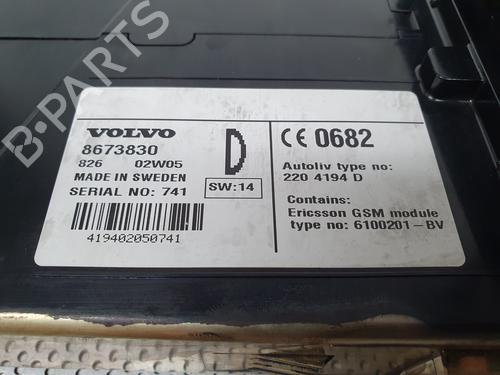 B-PARTS
VOLVO
8673830
826 02W05
MADE IN SWEDEN
SERIAL NO: 741
D
SW:14
419402050741
CE 0682
Autoliv type no:
220 4194 D
Contains:
Ericsson GSM module
type no: 6100201-BV